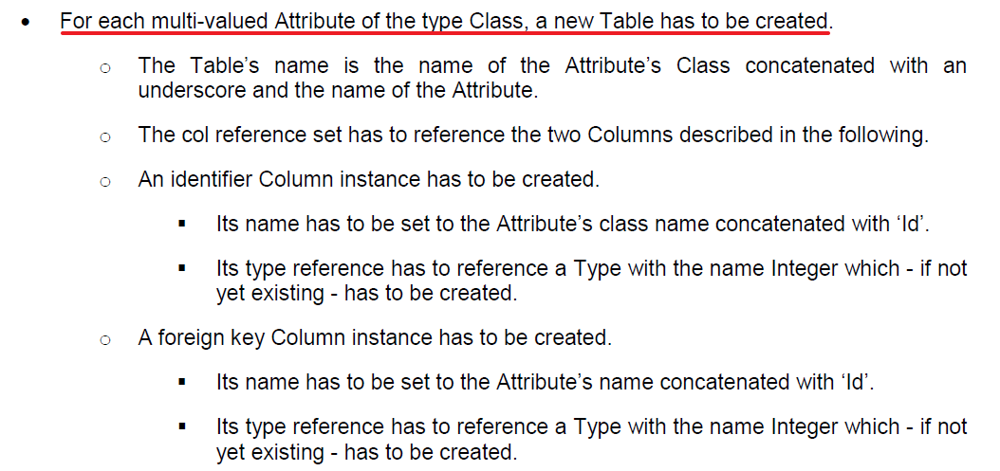 • For each multi-valued Attribute of the type Class, a new Table has to be created.
o The Table’s name is the name of the Attribute’s Class concatenated with an
underscore and the name of the Attribute.
o The col reference set has to reference the two Columns described in the following.
o An identifier Column instance has to be created.
▪ Its name has to be set to the Attribute’s class name concatenated with ‘Id’.
▪ Its type reference has to reference a Type with the name Integer which - if not
yet existing - has to be created.
o A foreign key Column instance has to be created.
▪ Its name has to be set to the Attribute’s name concatenated with ‘Id’.
▪ Its type reference has to reference a Type with the name Integer which - if not
yet existing - has to be created.